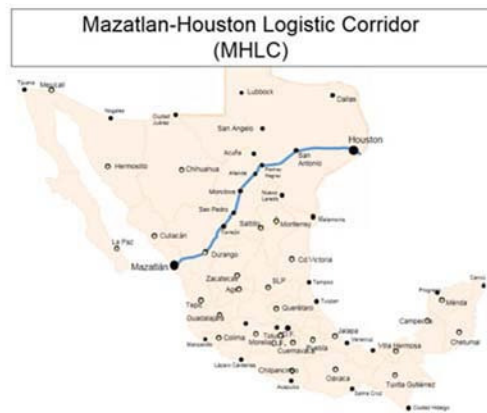 Mazatlan-Houston Logistic Corridor
(MHLC)
Tijuana
Mexicali
Nogales
Ciudad
Juárez
Lubbock
Dallas
San Angelo
Houston
San
Antonio
Acuña
Piedras
Negras
Hermosillo
Chihuahua
Allende
Monclova
Nuevo
Laredo
San Pedro
Matamoros
Saltillo
Monterrey
Torreón
La Paz
Culiacán
Durango
Mazatlán
Cd Victoria
Zacatecas
SLP
Tampico
Ags
Tepic
Tuxpan
Querétaro
Guadalajara
Progreso
Mérida
Cancún
Campeche
Chetumal
Colima
Morelia
Toluca
D.F.
Jalapa
Puebla
Veracruz
Cuernavaca
Villa Hermosa
Manzanillo
Lázaro Cárdenas
Chilpancingo
Acapulco
Oaxaca
Tuxtla Gutiérrez
Salina Cruz
Ciudad Hidalgo